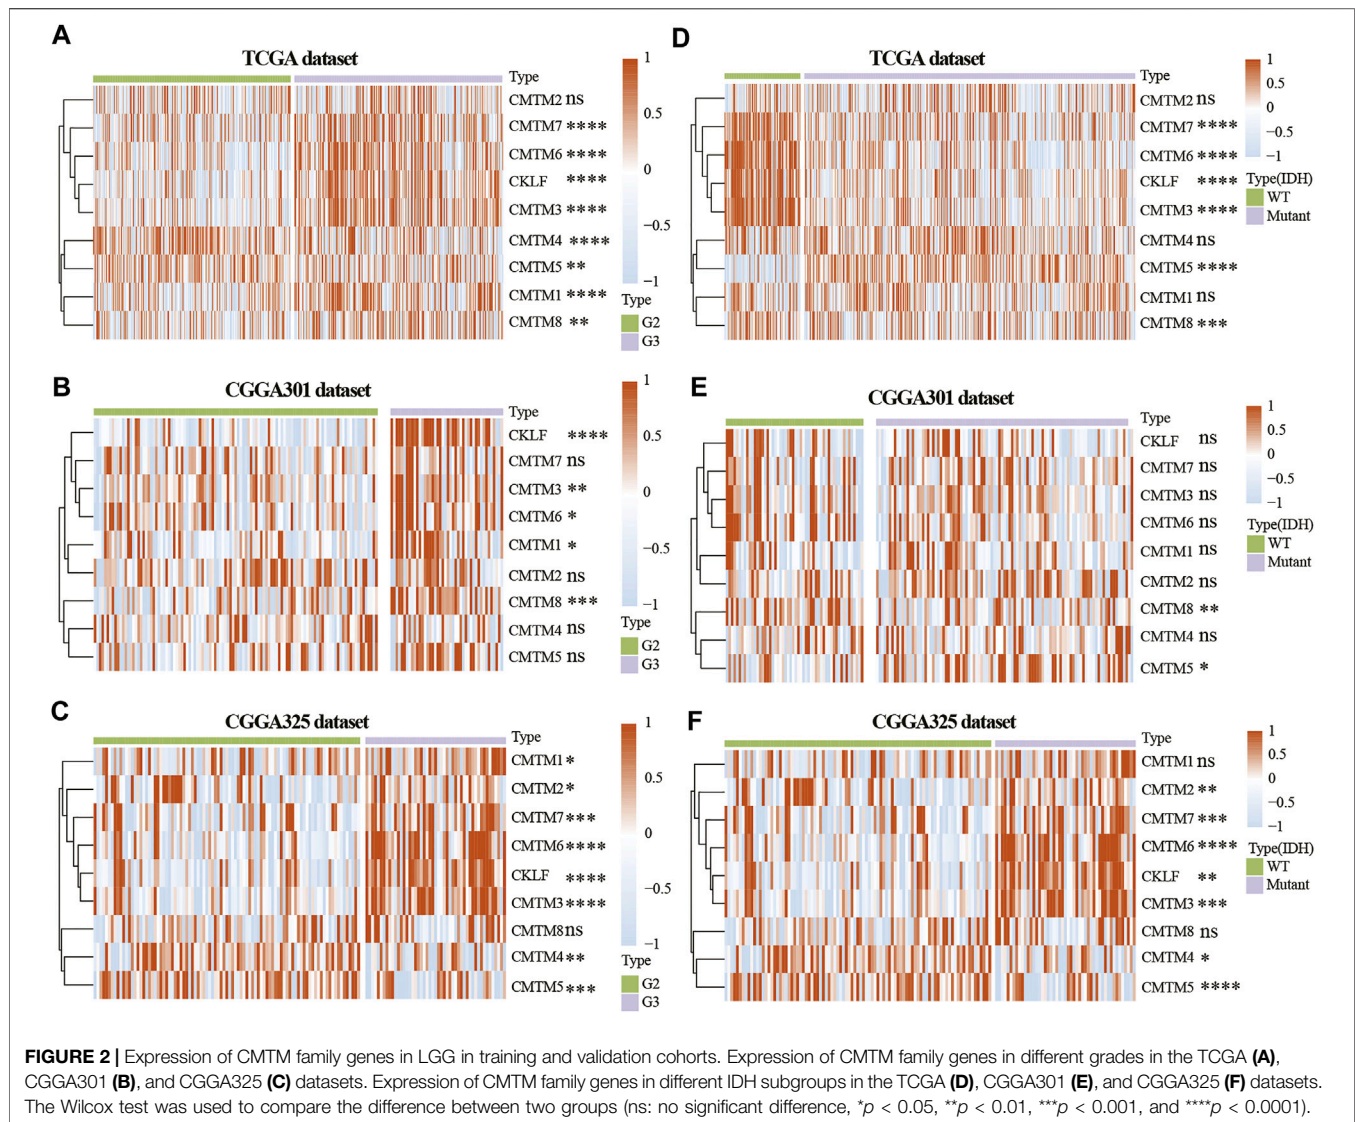 A
TCGA dataset
Type
CMTM2 ns
CMTM7 ****
CMTM6 ****
CKLF ****
CMTM3 ****
CMTM4 ****
CMTM5 **
CMTM1 ****
CMTM8 **
1
0.5
0
−0.5
−1
Type
G2
G3
D
TCGA dataset
Type
CMTM2 ns
CMTM7 ****
CMTM6 ****
CKLF ****
CMTM3 ****
CMTM4 ns
CMTM5 ****
CMTM1 ns
CMTM8 ***
1
0.5
0
−0.5
−1
Type(IDH)
WT
Mutant
B
CGGA301 dataset
Type
CKLF ****
CMTM7 ns
CMTM3 **
CMTM6 *
CMTM1 *
CMTM2 ns
CMTM8 ***
CMTM4 ns
CMTM5 ns
1
0.5
0
−0.5
−1
Type
G2
G3
E
CGGA301 dataset
Type
CKLF ns
CMTM7 ns
CMTM3 ns
CMTM6 ns
CMTM1 ns
CMTM2 ns
CMTM8 **
CMTM4 ns
CMTM5 *
1
0.5
0
−0.5
−1
Type(IDH)
WT
Mutant
C
CGGA325 dataset
Type
CMTM1 *
CMTM2 *
CMTM7 ***
CMTM6 ****
CKLF ****
CMTM3 ****
CMTM8 ns
CMTM4 **
CMTM5 ***
1
0.5
0
−0.5
−1
Type
G2
G3
F
CGGA325 dataset
Type
CMTM1 ns
CMTM2 **
CMTM7 ***
CMTM6 ****
CKLF **
CMTM3 ***
CMTM8 ns
CMTM4 *
CMTM5 ****
1
0.5
0
−0.5
−1
Type(IDH)
WT
Mutant
FIGURE 2 | Expression of CMTM family genes in LGG in training and validation cohorts. Expression of CMTM family genes in different grades in the TCGA (A),
CGGA301 (B), and CGGA325 (C) datasets. Expression of CMTM family genes in different IDH subgroups in the TCGA (D), CGGA301 (E), and CGGA325 (F) datasets.
The Wilcox test was used to compare the difference between two groups (ns: no significant difference, *p < 0.05, **p < 0.01, ***p < 0.001, and ****p < 0.0001).